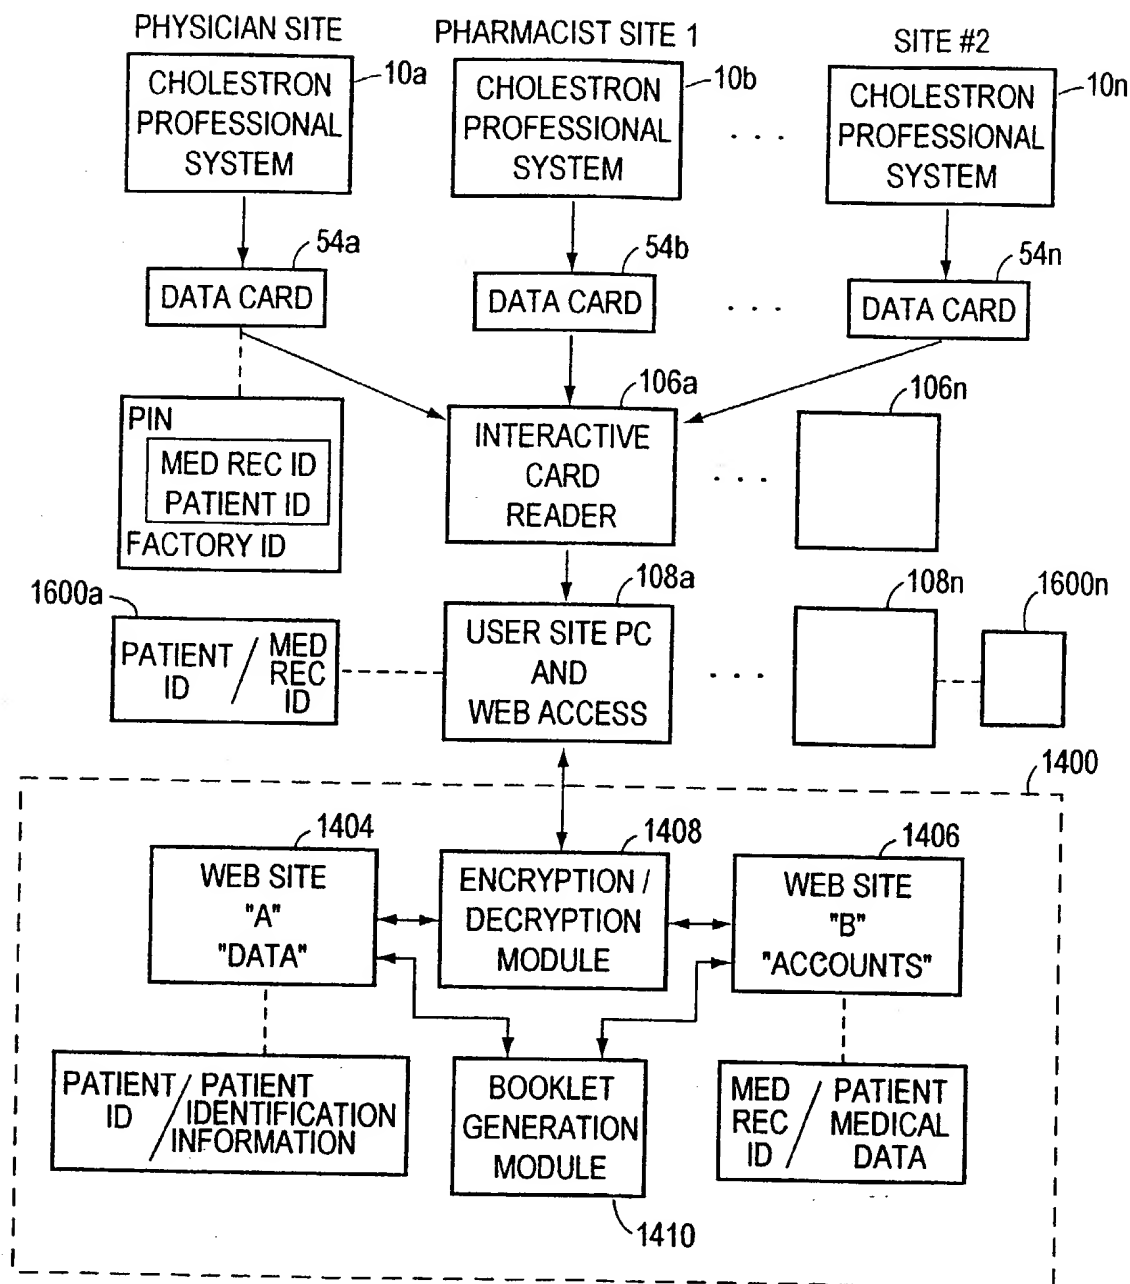 PHYSICIAN SITE
PHARMACIST SITE 1
SITE #2
CHOLESTRON
PROFESSIONAL
SYSTEM
10a
CHOLESTRON
PROFESSIONAL
SYSTEM
10b
. . .
CHOLESTRON
PROFESSIONAL
SYSTEM
10n
54a
DATA CARD
54b
DATA CARD
. . .
54n
DATA CARD
PIN
MED REC ID
PATIENT ID
FACTORY ID
106a
INTERACTIVE
CARD
READER
. . .
106n
1600a
PATIENT
ID
/
MED
REC
ID
108a
USER SITE PC
AND
WEB ACCESS
. . .
108n
1600n
1400
1404
WEB SITE
"A"
"DATA"
1408
ENCRYPTION /
DECRYPTION
MODULE
1406
WEB SITE
"B"
"ACCOUNTS"
PATIENT
ID
/
PATIENT
IDENTIFICATION
INFORMATION
BOOKLET
GENERATION
MODULE
1410
MED
REC
ID
/
PATIENT
MEDICAL
DATA